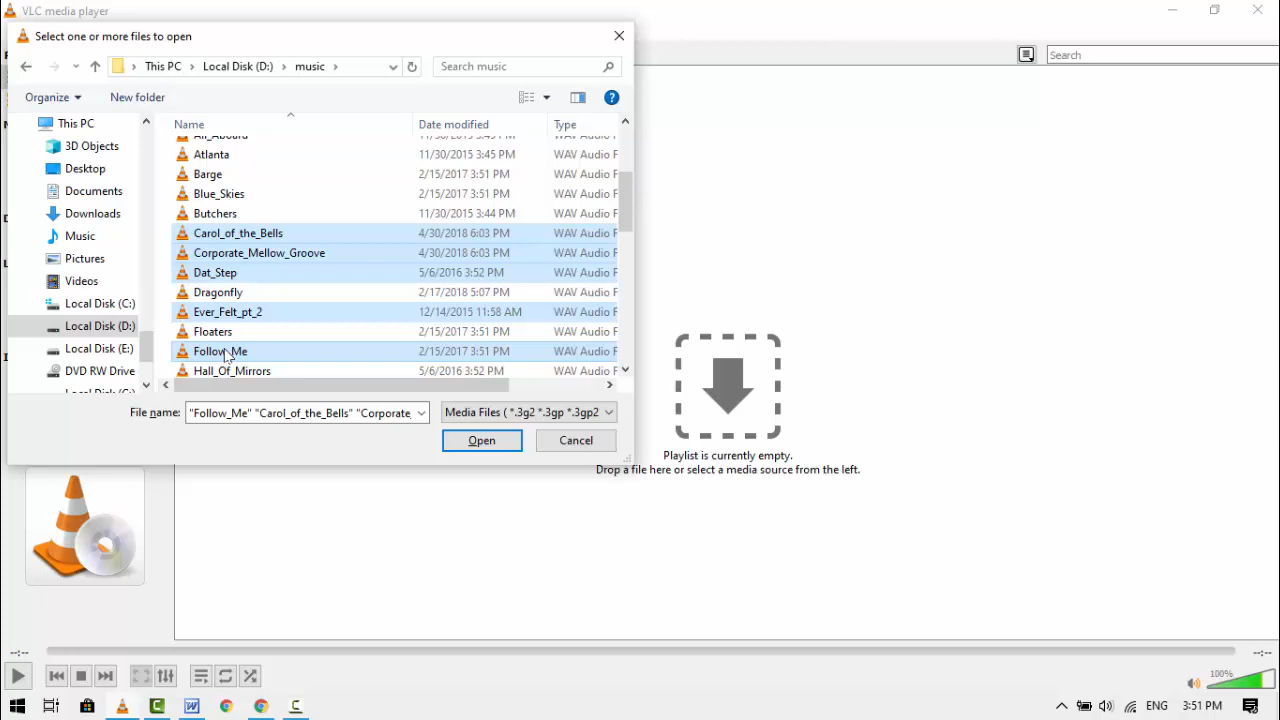 VLC media player
Select one or more files to open
This PC
Local Disk (D:)
music
Search music
Search
Organize
New folder
Name
Date modified
Type
This PC
3D Objects
Desktop
Documents
Downloads
Music
Pictures
Videos
Local Disk (C:)
Local Disk (D:)
Local Disk (E:)
DVD RW Drive
All_Aboard 11/30/2015 3:45 PM WAV Audio F
Atlanta 11/30/2015 3:45 PM WAV Audio F
Barge 2/15/2017 3:51 PM WAV Audio F
Blue_Skies 2/15/2017 3:51 PM WAV Audio F
Butchers 11/30/2015 3:44 PM WAV Audio F
Carol_of_the_Bells 4/30/2018 6:03 PM WAV Audio F
Corporate_Mellow_Groove 4/30/2018 6:03 PM WAV Audio F
Dat_Step 5/6/2016 3:52 PM WAV Audio F
Dragonfly 2/17/2018 5:07 PM WAV Audio F
Ever_Felt_pt_2 12/14/2015 11:58 AM WAV Audio F
Floaters 2/15/2017 3:51 PM WAV Audio F
Follow_Me 2/15/2017 3:51 PM WAV Audio F
Hall_Of_Mirrors 5/6/2016 3:52 PM WAV Audio F
File name:
"Follow_Me" "Carol_of_the_Bells" "Corporate_
Media Files ( *.3g2 *.3gp *.3gp2
Open
Cancel
Playlist is currently empty.
Drop a file here or select a media source from the left.
--:--
--:--
100%
ENG
3:51 PM